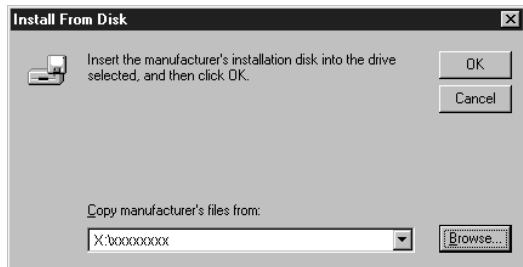 Install From Disk
Insert the manufacturer's installation disk into the drive
selected, and then click OK.
OK
Cancel
Copy manufacturer's files from:
X:\xxxxxxxx
Browse...